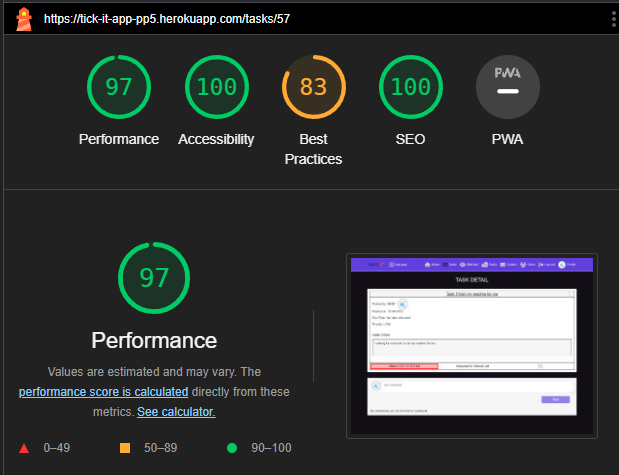 https://tick-it-app-pp5.herokuapp.com/tasks/57
97
100
83
100
PWA
Performance
Accessibility
Best
Practices
SEO
PWA
97
Performance
Values are estimated and may vary. The
performance score is calculated directly from these
metrics. See calculator.
0–49
50–89
90–100
TASK DETAIL